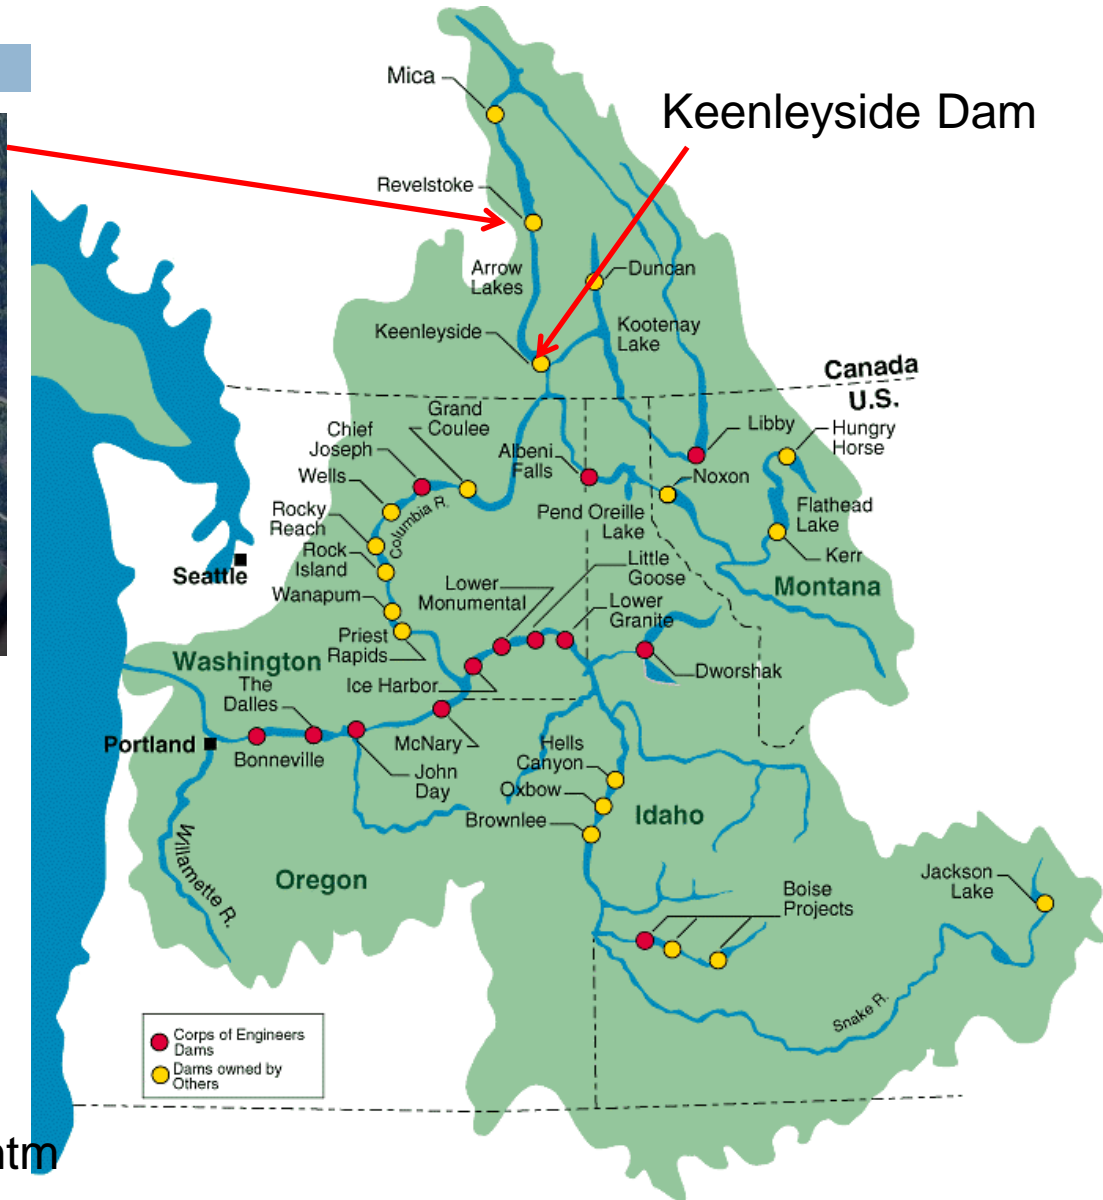 Mica
Keenleyside Dam
Revelstoke
Arrow
Lakes
Duncan
Keenleyside
Kootenay
Lake
Canada
U.S.
Grand
Coulee
Chief
Joseph
Libby
Hungry
Horse
Albeni
Falls
Wells
Noxon
Columbia R.
Rocky
Reach
Pend Oreille
Lake
Flathead
Lake
Rock
Island
Kerr
Little
Goose
Seattle
Lower
Monumental
Montana
Wanapum
Lower
Granite
Priest
Rapids
Washington
Dworshak
Ice Harbor
The
Dalles
Portland
McNary
Hells
Canyon
Bonneville
John
Day
Oxbow
Brownlee
Idaho
Willamette R.
Oregon
Boise
Projects
Jackson
Lake
Snake R.
Corps of Engineers
Dams
Dams owned by
Others
ntm